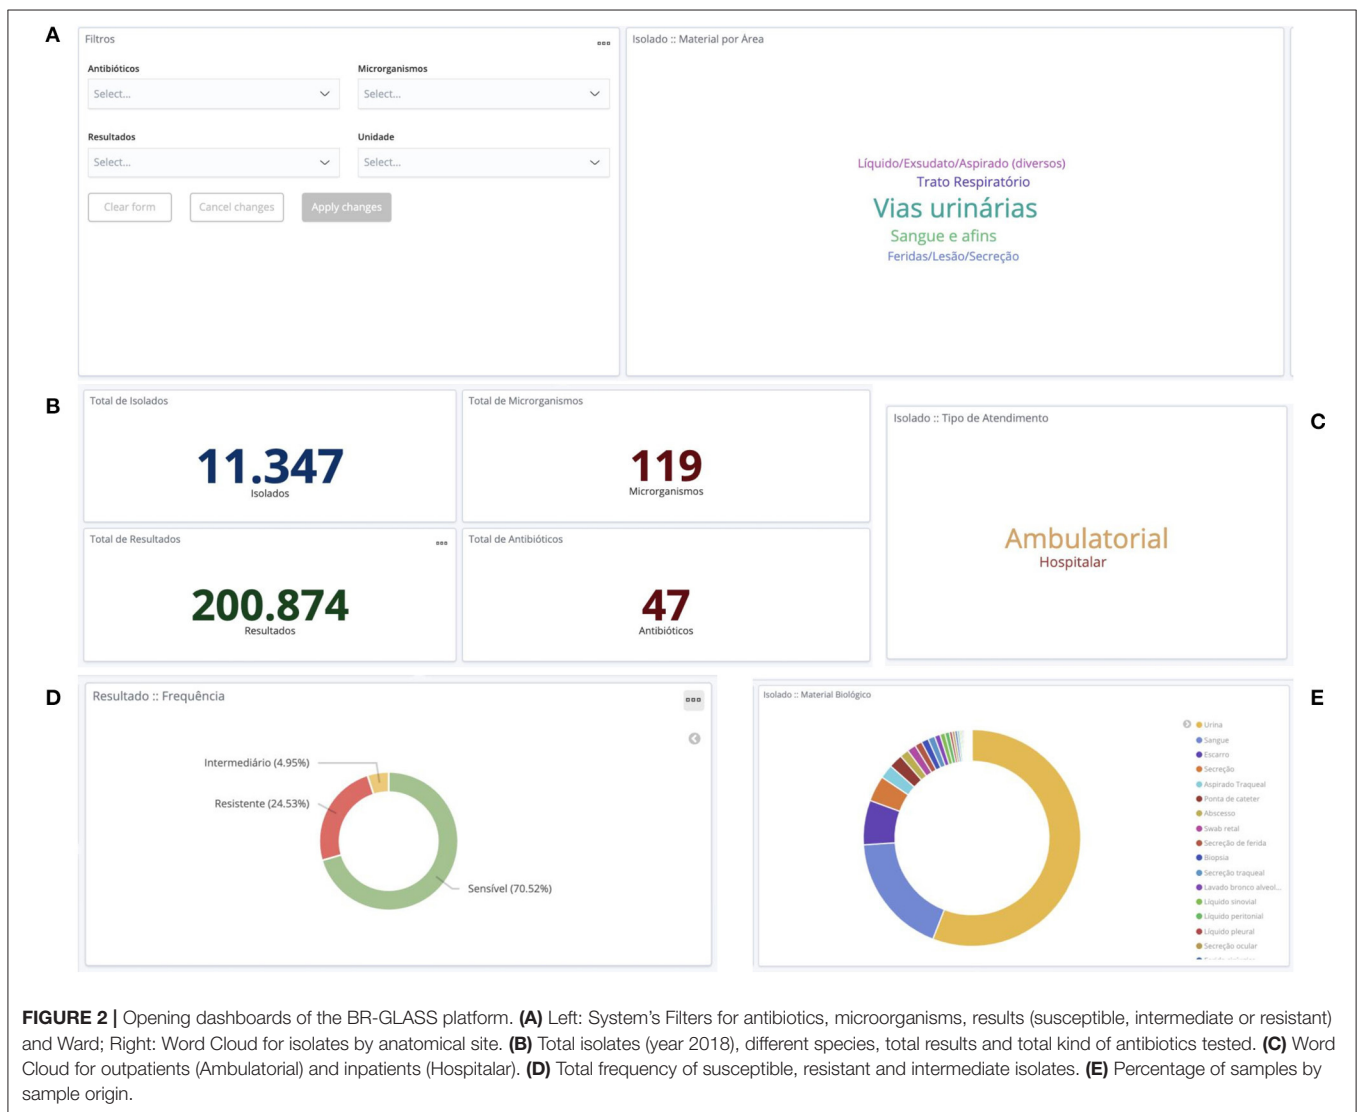 A
Filtros
Antibióticos
Microrganismos
Select...
Select...
Resultados
Unidade
Select...
Select...
Clear form
Cancel changes
Apply changes
Isolado :: Material por Área
Líquido/Exsudato/Aspirado (diversos)
Trato Respiratório
Vias urinárias
Sangue e afins
Feridas/Lesão/Secreção
B
Total de Isolados
11.347
Isolados
Total de Microrganismos
119
Microrganismos
Total de Resultados
200.874
Resultados
Total de Antibióticos
47
Antibióticos
C
Isolado :: Tipo de Atendimento
Ambulatorial
Hospitalar
D
Resultado :: Frequência
Intermediário (4.95%)
Resistente (24.53%)
Sensível (70.52%)
E
Isolado :: Material Biológico
Urina
Sangue
Escarro
Secreção
Aspirado Traqueal
Ponta de cateter
Abscesso
Swab retal
Secreção de ferida
Biopsia
Secreção traqueal
Lavado bronco alveol...
Líquido sinovial
Líquido peritonial
Líquido pleural
Secreção ocular
FIGURE 2 | Opening dashboards of the BR-GLASS platform. (A) Left: System's Filters for antibiotics, microorganisms, results (susceptible, intermediate or resistant)
and Ward; Right: Word Cloud for isolates by anatomical site. (B) Total isolates (year 2018), different species, total results and total kind of antibiotics tested. (C) Word
Cloud for outpatients (Ambulatorial) and inpatients (Hospitalar). (D) Total frequency of susceptible, resistant and intermediate isolates. (E) Percentage of samples by
sample origin.